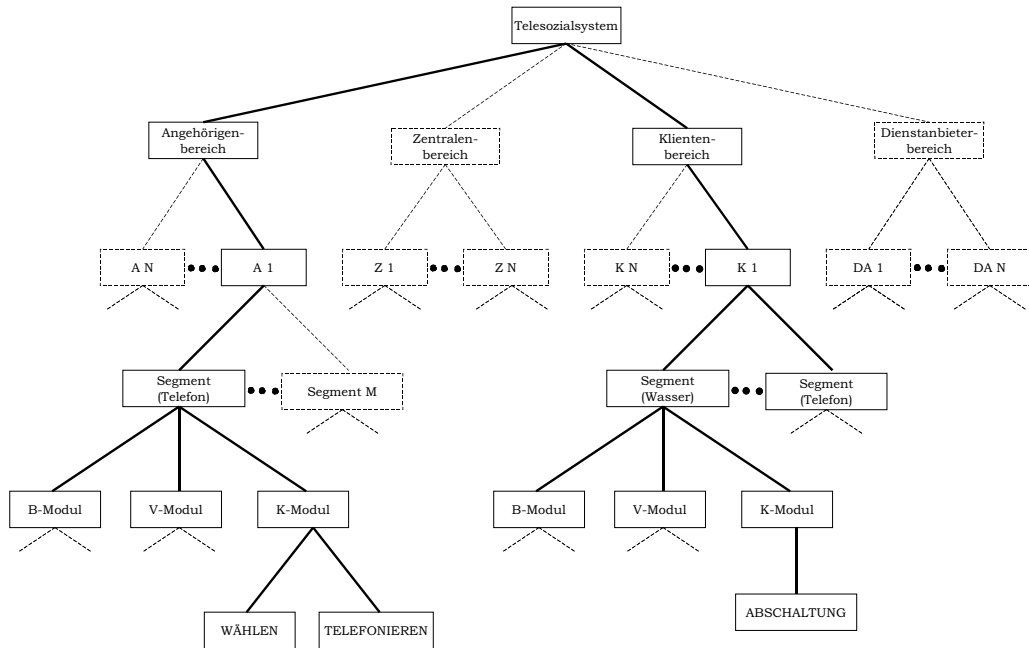 Telesozialsystem
Angehörigen-
bereich
Zentralen-
bereich
Klienten-
bereich
Dienstanbieter-
bereich
A N
A 1
Z 1
Z N
K N
K 1
DA 1
DA N
Segment
(Telefon)
Segment M
Segment
(Wasser)
Segment
(Telefon)
B-Modul
V-Modul
K-Modul
B-Modul
V-Modul
K-Modul
WÄHLEN
TELEFONIEREN
ABSCHALTUNG